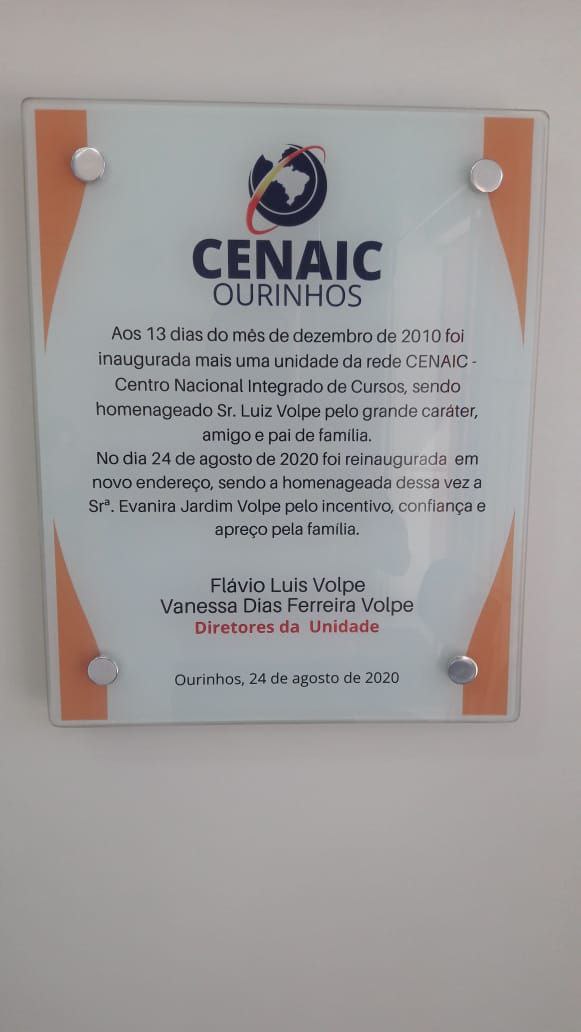 CENAIC
OURINHOS
Aos 13 dias do mês de dezembro de 2010 foi
inaugurada mais uma unidade da rede CENAIC -
Centro Nacional Integrado de Cursos, sendo
homenageado Sr. Luiz Volpe pelo grande caráter,
amigo e pai de família.
No dia 24 de agosto de 2020 foi reinaugurada em
novo endereço, sendo a homenageada dessa vez a
Srª. Evanira Jardim Volpe pelo incentivo, confiança e
apreço pela família.
Flávio Luis Volpe
Vanessa Dias Ferreira Volpe
Diretores da Unidade
Ourinhos, 24 de agosto de 2020